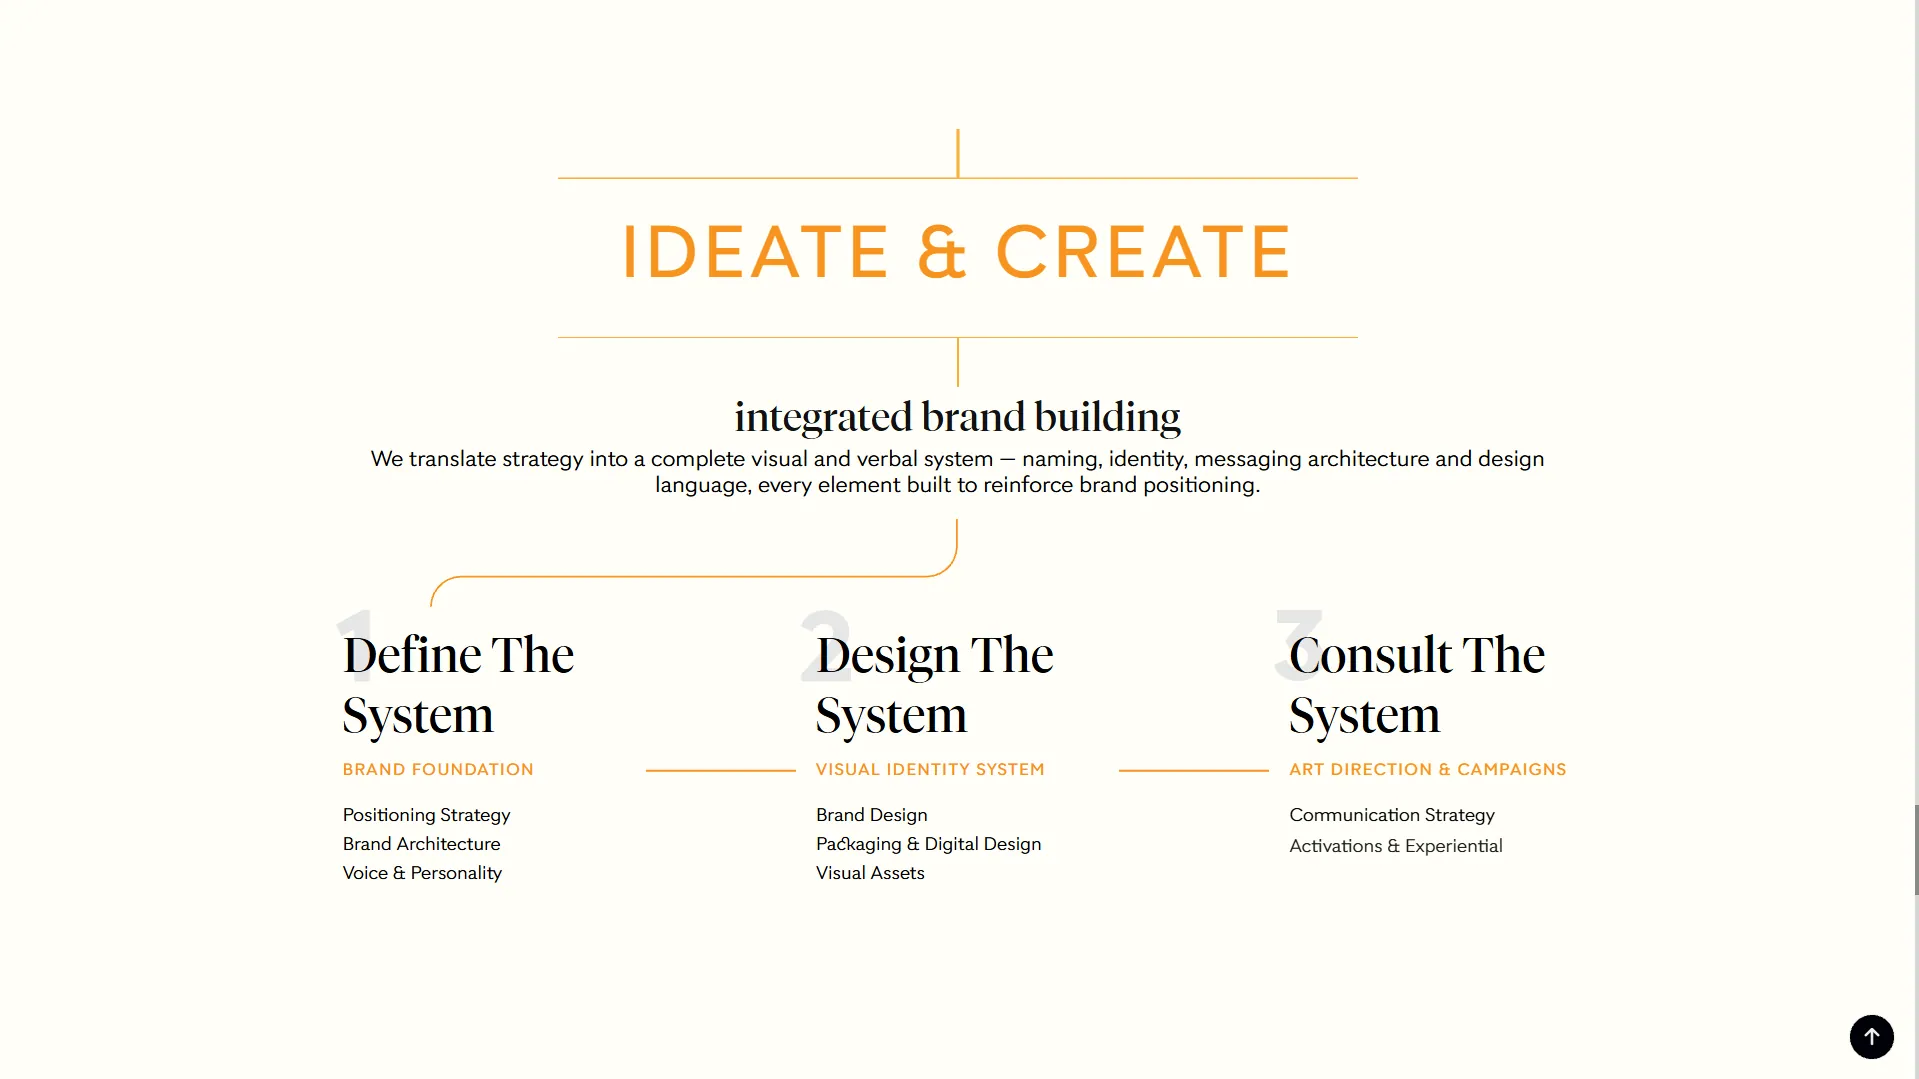 IDEATE & CREATE
integrated brand building
We translate strategy into a complete visual and verbal system — naming, identity, messaging architecture and design
language, every element built to reinforce brand positioning.
1
Define The
System
BRAND FOUNDATION
Positioning Strategy
Brand Architecture
Voice & Personality
2
Design The
System
VISUAL IDENTITY SYSTEM
Brand Design
Packaging & Digital Design
Visual Assets
3
Consult The
System
ART DIRECTION & CAMPAIGNS
Communication Strategy
Activations & Experiential